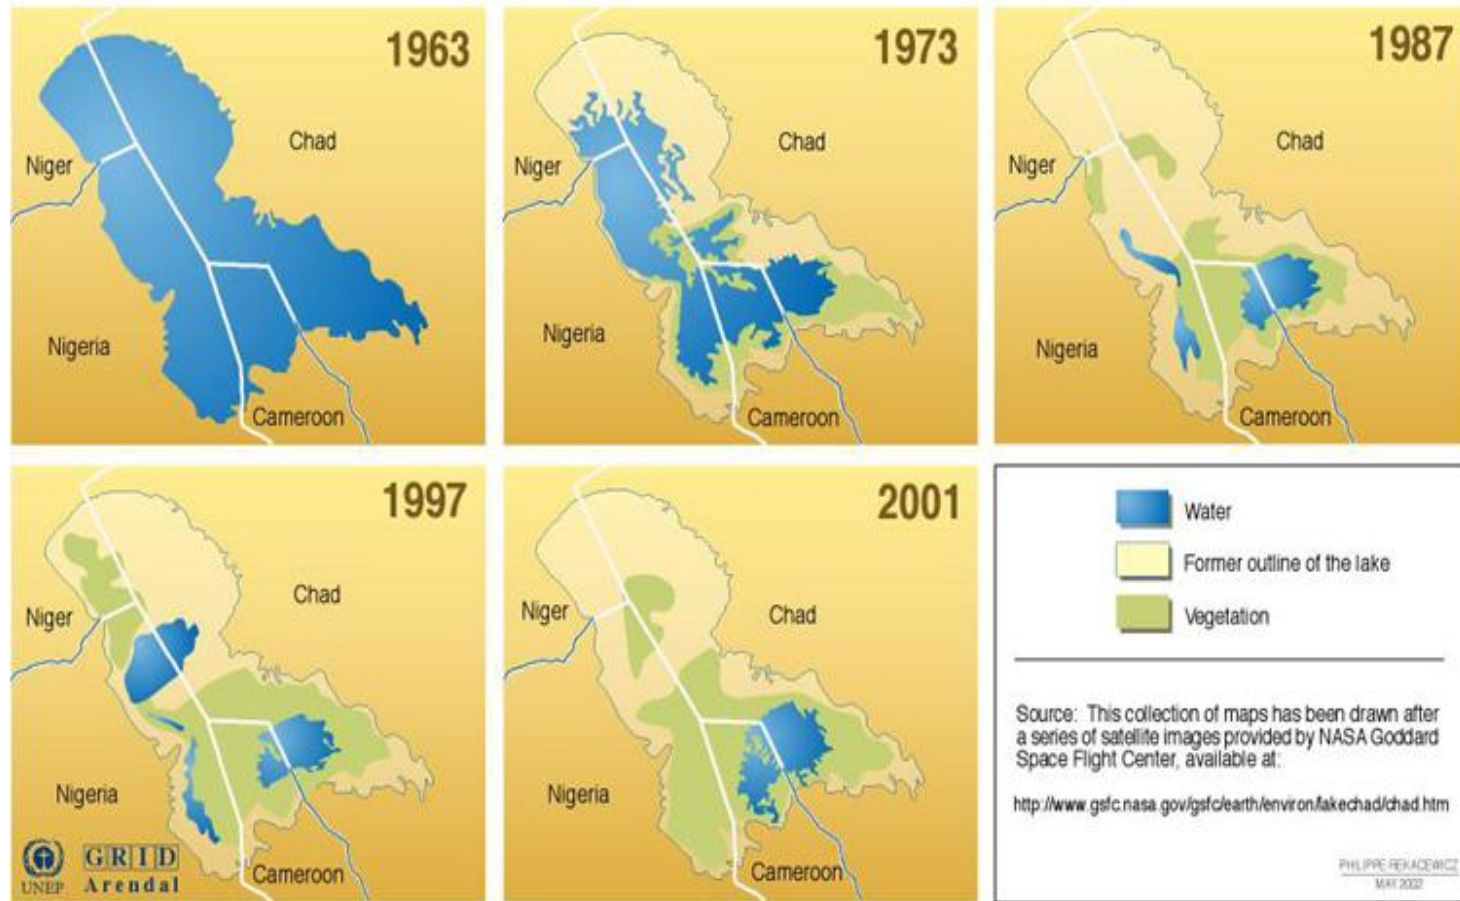 1963
Chad
Niger
Nigeria
Cameroon
1973
Chad
Niger
Nigeria
Cameroon
1987
Chad
Niger
Nigeria
Cameroon
1997
Chad
Niger
Nigeria
Cameroon
UNEP
GRID
Arendal
2001
Chad
Niger
Nigeria
Cameroon
Water
Former outline of the lake
Vegetation
Source: This collection of maps has been drawn after
a series of satellite images provided by NASA Goddard
Space Flight Center, available at:
http://www.gsfc.nasa.gov/gsfc/earth/environ/lakechad/chad.htm
PHILIPPE REKACEWICZ
MAY 2002